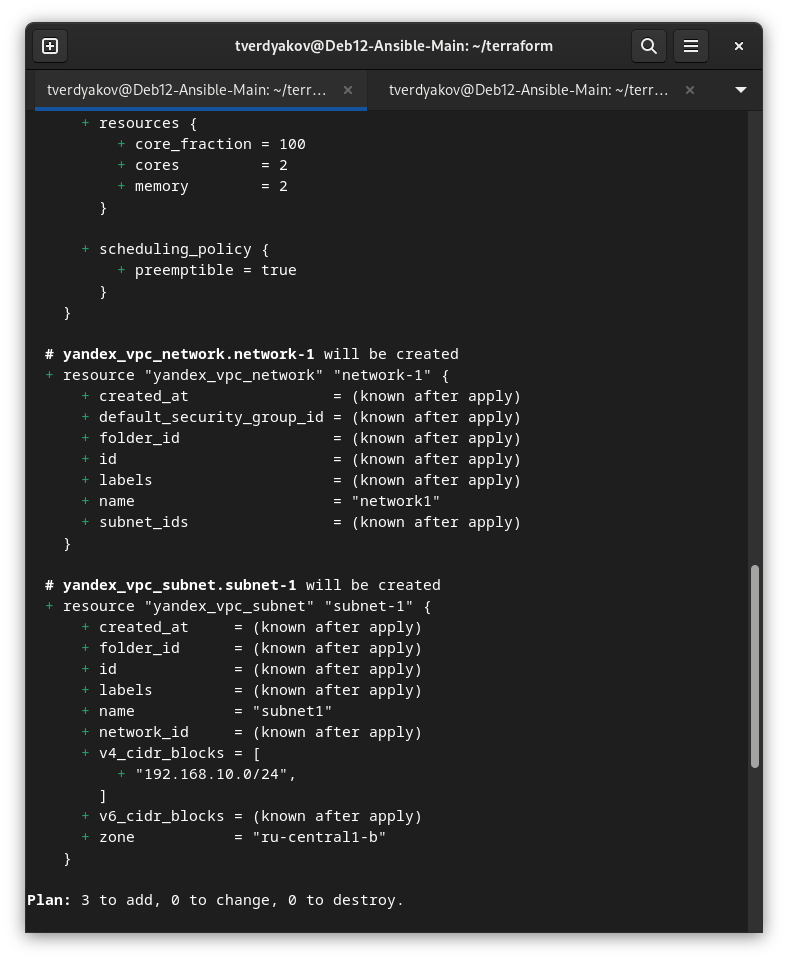 tverdyakov@Deb12-Ansible-Main: ~/terraform
tverdyakov@Deb12-Ansible-Main: ~/terr...
tverdyakov@Deb12-Ansible-Main: ~/terr...
+ resources {
+ core_fraction = 100
+ cores         = 2
+ memory        = 2
}
+ scheduling_policy {
+ preemptible = true
}
}
# yandex_vpc_network.network-1 will be created
+ resource "yandex_vpc_network" "network-1" {
+ created_at                = (known after apply)
+ default_security_group_id = (known after apply)
+ folder_id                 = (known after apply)
+ id                        = (known after apply)
+ labels                    = (known after apply)
+ name                      = "network1"
+ subnet_ids                = (known after apply)
}
# yandex_vpc_subnet.subnet-1 will be created
+ resource "yandex_vpc_subnet" "subnet-1" {
+ created_at     = (known after apply)
+ folder_id      = (known after apply)
+ id             = (known after apply)
+ labels         = (known after apply)
+ name           = "subnet1"
+ network_id     = (known after apply)
+ v4_cidr_blocks = [
+ "192.168.10.0/24",
]
+ v6_cidr_blocks = (known after apply)
+ zone           = "ru-central1-b"
}
Plan: 3 to add, 0 to change, 0 to destroy.